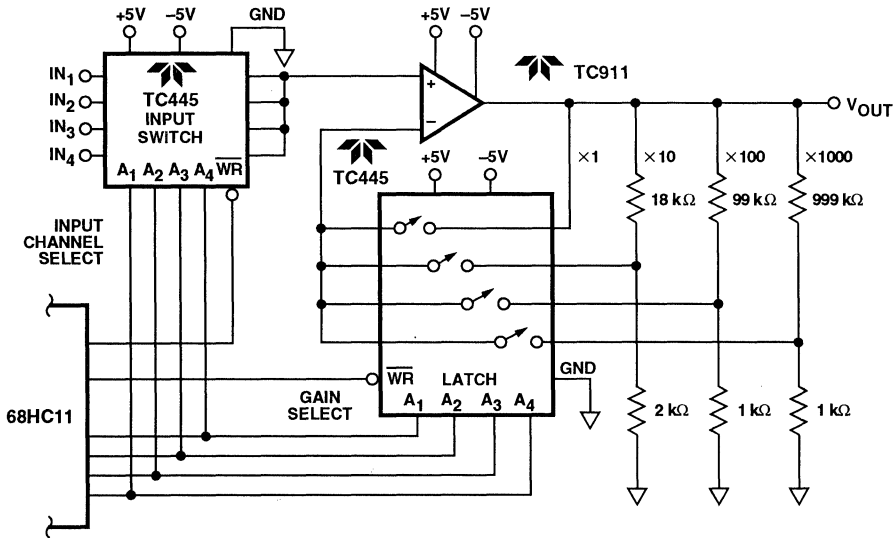 +5V −5V GND
IN1
IN2
IN3
IN4
TC445
INPUT
SWITCH
A1 A2 A3 A4 WR
+5V −5V
TC911
+
−
VOUT
×1 ×10 ×100 ×1000
18 kΩ 99 kΩ 999 kΩ
TC445
+5V −5V
INPUT
CHANNEL
SELECT
68HC11
GAIN
SELECT
WR LATCH
A1 A2 A3 A4
GND
2 kΩ 1 kΩ 1 kΩ